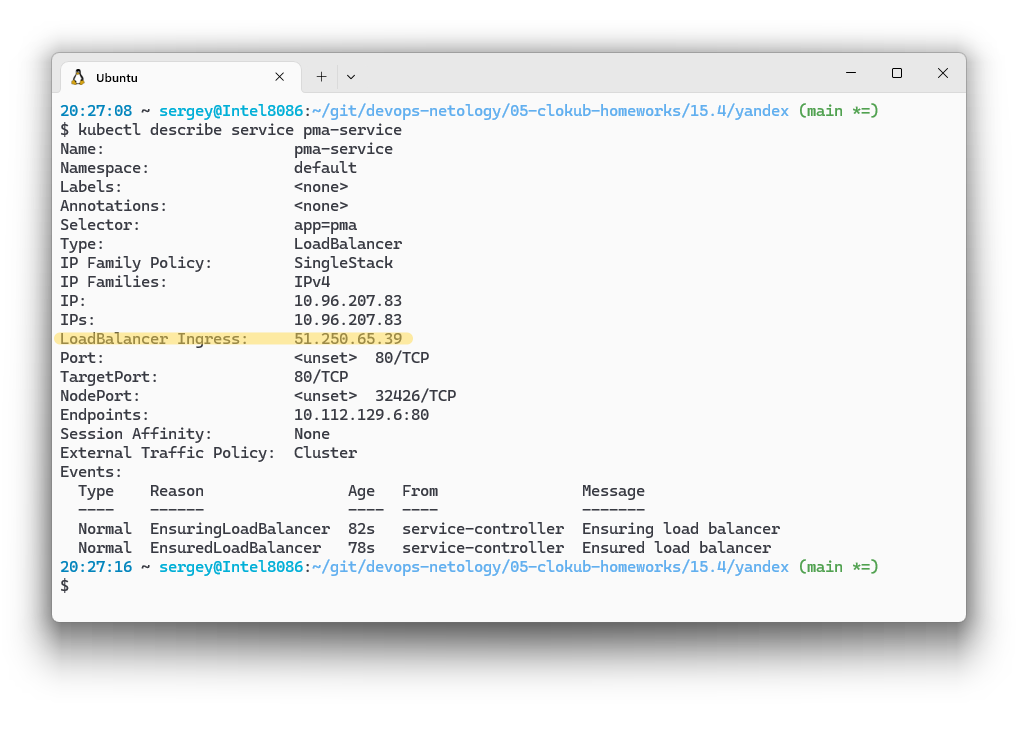 Ubuntu
20:27:08 ~ sergey@Intel8086:~/git/devops-netology/05-clokub-homeworks/15.4/yandex (main *=)
$ kubectl describe service pma-service
Name:                     pma-service
Namespace:                default
Labels:                   <none>
Annotations:              <none>
Selector:                 app=pma
Type:                     LoadBalancer
IP Family Policy:         SingleStack
IP Families:              IPv4
IP:                       10.96.207.83
IPs:                      10.96.207.83
LoadBalancer Ingress:     51.250.65.39
Port:                     <unset>  80/TCP
TargetPort:               80/TCP
NodePort:                 <unset>  32426/TCP
Endpoints:                10.112.129.6:80
Session Affinity:         None
External Traffic Policy:  Cluster
Events:
  Type    Reason                Age   From                Message
  ----    ------                ----  ----                -------
  Normal  EnsuringLoadBalancer  82s   service-controller  Ensuring load balancer
  Normal  EnsuredLoadBalancer   78s   service-controller  Ensured load balancer
20:27:16 ~ sergey@Intel8086:~/git/devops-netology/05-clokub-homeworks/15.4/yandex (main *=)
$